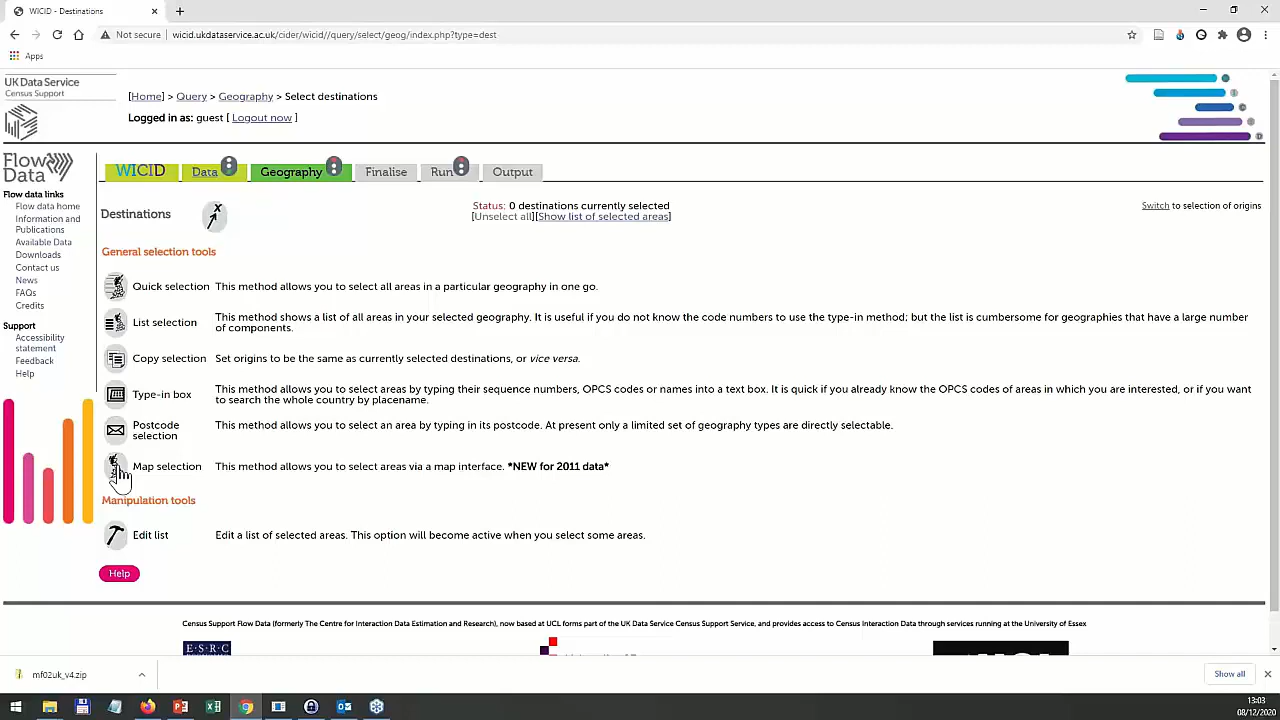 WICID - Destinations
Not secure | wicid.ukdataservice.ac.uk/cider/wicid//query/select/geog/index.php?type=dest
Apps
UK Data Service
Census Support
[Home] > Query > Geography > Select destinations
Logged in as: guest [ Logout now ]
Flow Data
WICID Data Geography Finalise Run Output
Flow data links
Flow data home
Information and
Publications
Available Data
Downloads
Contact us
News
FAQs
Credits
Support
Accessibility
statement
Feedback
Help
Destinations
Status: 0 destinations currently selected
[Unselect all][Show list of selected areas]
Switch to selection of origins
General selection tools
Quick selection This method allows you to select all areas in a particular geography in one go.
List selection This method shows a list of all areas in your selected geography. It is useful if you do not know the code numbers to use the type-in method; but the list is cumbersome for geographies that have a large number
of components.
Copy selection Set origins to be the same as currently selected destinations, or vice versa.
Type-in box This method allows you to select areas by typing their sequence numbers, OPCS codes or names into a text box. It is quick if you already know the OPCS codes of areas in which you are interested, or if you want
to search the whole country by placename.
Postcode
selection This method allows you to select an area by typing in its postcode. At present only a limited set of geography types are directly selectable.
Map selection This method allows you to select areas via a map interface. *NEW for 2011 data*
Manipulation tools
Edit list Edit a list of selected areas. This option will become active when you select some areas.
Help
Census Support Flow Data (formerly The Centre for Interaction Data Estimation and Research), now based at UCL forms part of the UK Data Service Census Support Service, and provides access to Census Interaction Data through services running at the University of Essex
E·S·R·C
mf02uk_v4.zip
Show all
13:03
08/12/2020